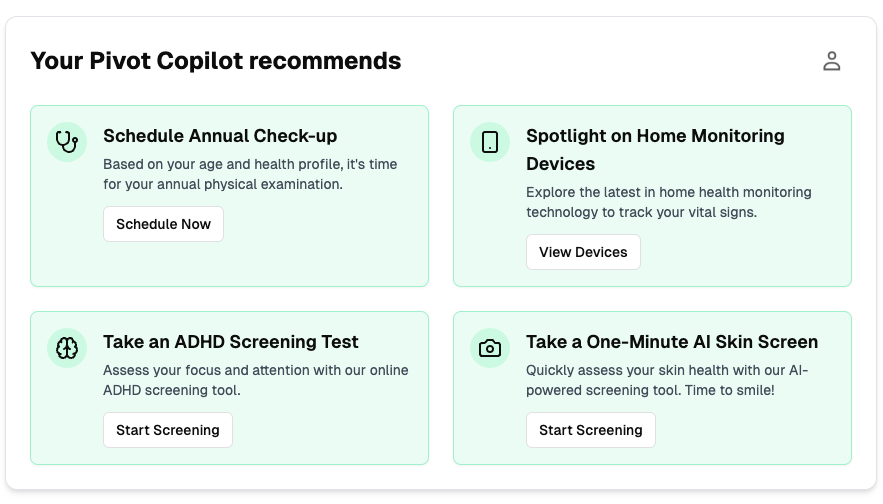 Your Pivot Copilot recommends
Schedule Annual Check-up
Based on your age and health profile, it's time
for your annual physical examination.
Schedule Now
Spotlight on Home Monitoring
Devices
Explore the latest in home health monitoring
technology to track your vital signs.
View Devices
Take an ADHD Screening Test
Assess your focus and attention with our online
ADHD screening tool.
Start Screening
Take a One-Minute AI Skin Screen
Quickly assess your skin health with our AI-
powered screening tool. Time to smile!
Start Screening